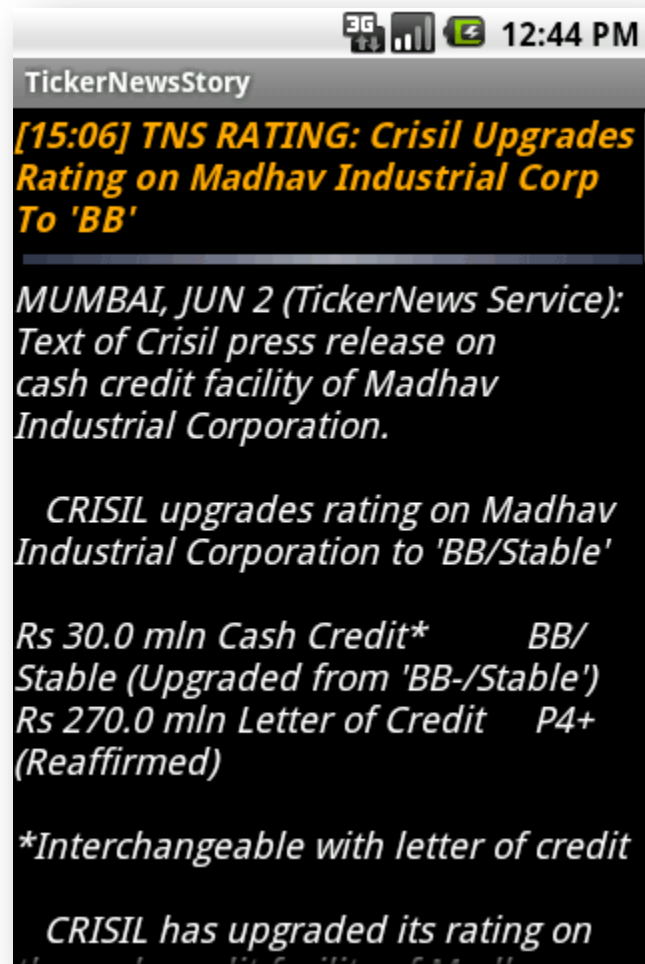 3G 12:44 PM
TickerNewsStory
[15:06] TNS RATING: Crisil Upgrades
Rating on Madhav Industrial Corp
To 'BB'
MUMBAI, JUN 2 (TickerNews Service):
Text of Crisil press release on
cash credit facility of Madhav
Industrial Corporation.
CRISIL upgrades rating on Madhav
Industrial Corporation to 'BB/Stable'
Rs 30.0 mln Cash Credit* BB/
Stable (Upgraded from 'BB-/Stable')
Rs 270.0 mln Letter of Credit P4+
(Reaffirmed)
*Interchangeable with letter of credit
CRISIL has upgraded its rating on